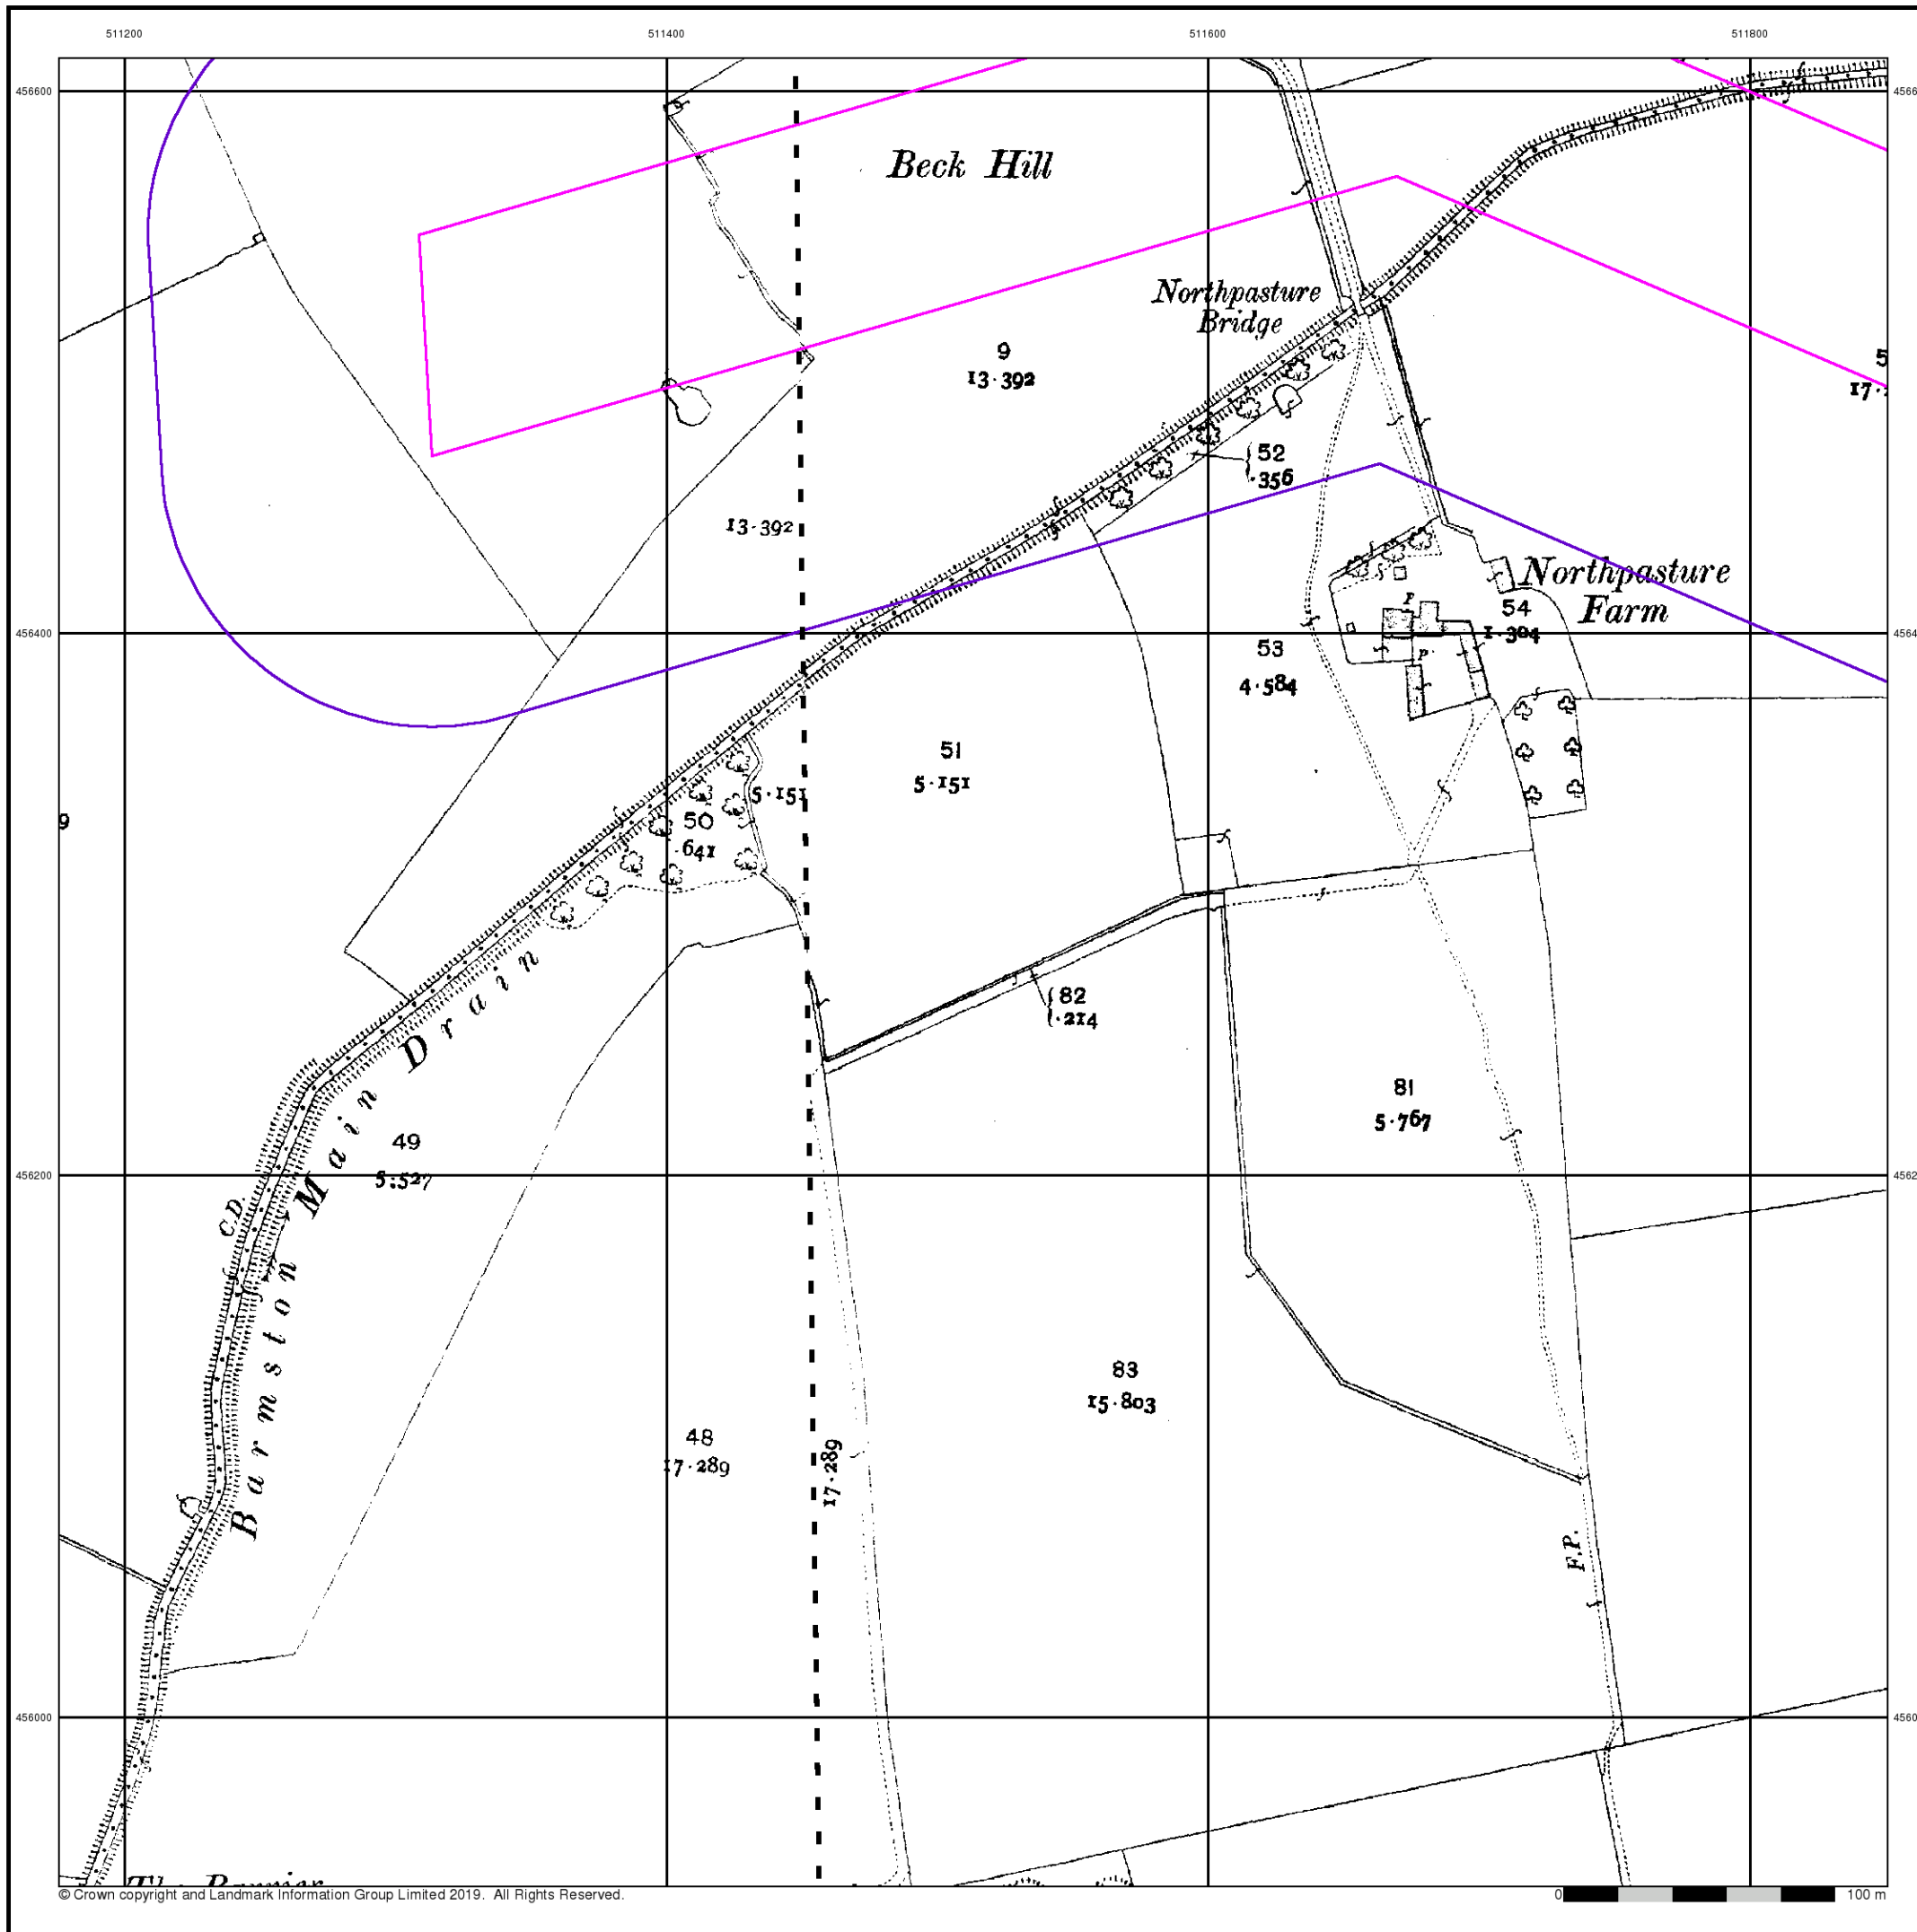 511200 511400 511600 511800
456600
Beck Hill
Northpasture
Bridge
9
13·392
5
17·
52
·356
13·392
Northpasture
Farm
54
1·304
P
P
456400
53
4·584
51
5·151
5·151
50
·641
9
82
·214
Barmston Main Drain
81
5·767
49
5·527
456200
C.D.
83
15·803
48
17·289
17·289
F.P.
456000
© Crown copyright and Landmark Information Group Limited 2019. All Rights Reserved.
0 100 m